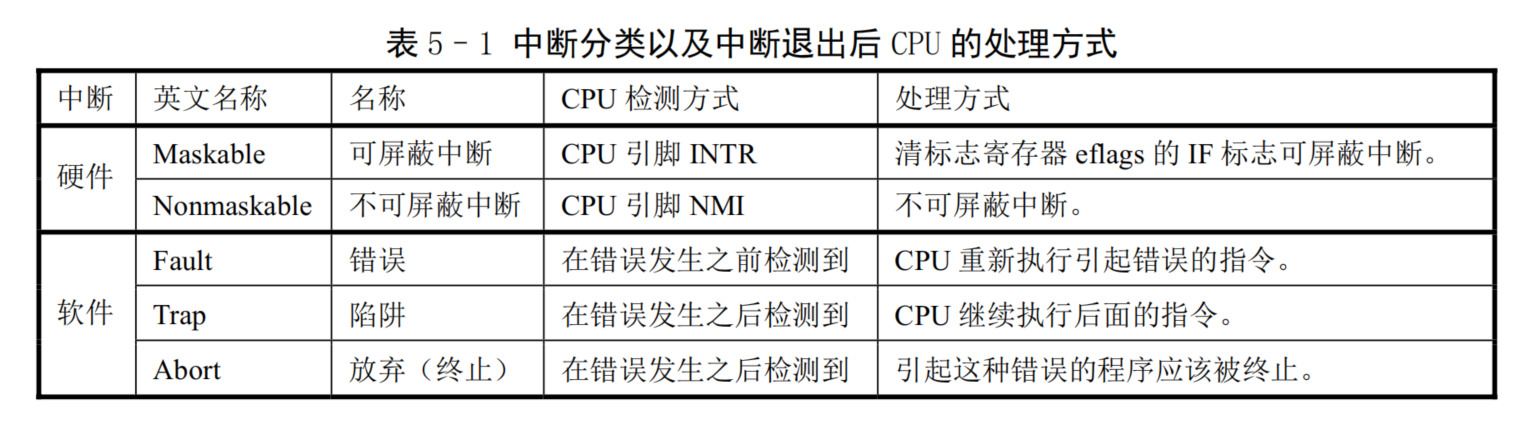 表 5-1 中断分类以及中断退出后 CPU 的处理方式
中断 英文名称 名称 CPU 检测方式 处理方式
硬件 Maskable 可屏蔽中断 CPU 引脚 INTR 清标志寄存器 eflags 的 IF 标志可屏蔽中断。
Nonmaskable 不可屏蔽中断 CPU 引脚 NMI 不可屏蔽中断。
软件 Fault 错误 在错误发生之前检测到 CPU 重新执行引起错误的指令。
Trap 陷阱 在错误发生之后检测到 CPU 继续执行后面的指令。
Abort 放弃（终止） 在错误发生之后检测到 引起这种错误的程序应该被终止。